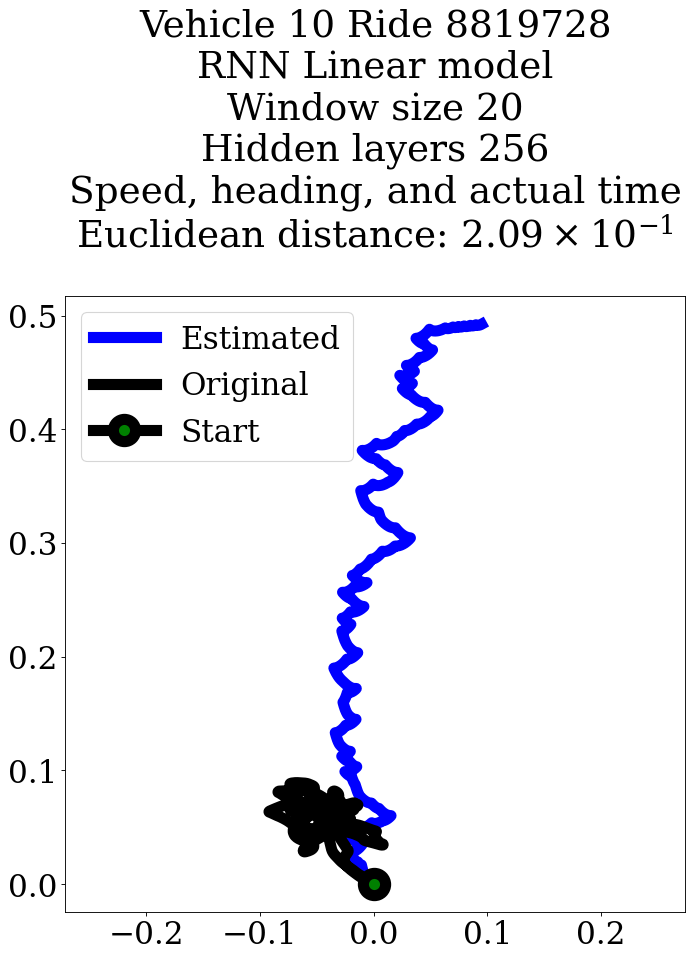 Vehicle 10 Ride 8819728
RNN Linear model
Window size 20
Hidden layers 256
Speed, heading, and actual time
Euclidean distance: 2.09 × 10⁻¹
Estimated
Original
Start
0.5
0.4
0.3
0.2
0.1
0.0
−0.2
−0.1
0.0
0.1
0.2